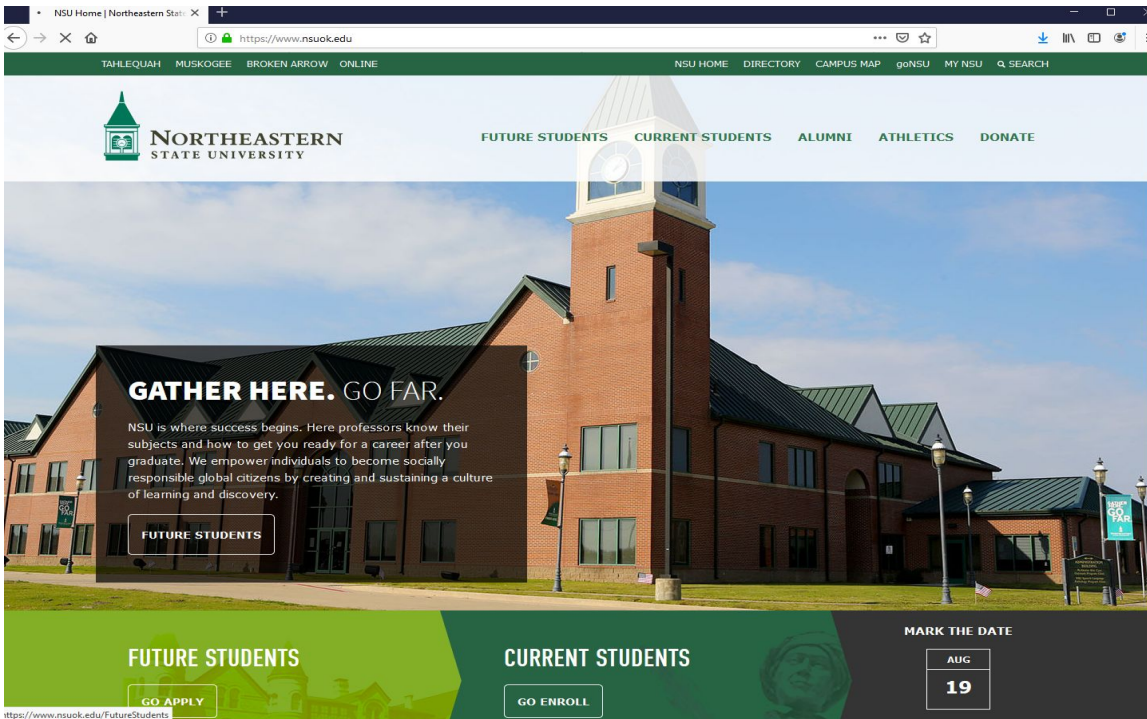 NSU Home | Northeastern State
https://www.nsuok.edu
TAHLEQUAH MUSKOGEE BROKEN ARROW ONLINE NSU HOME DIRECTORY CAMPUS MAP goNSU MY NSU SEARCH
NORTHEASTERN
STATE UNIVERSITY
FUTURE STUDENTS CURRENT STUDENTS ALUMNI ATHLETICS DONATE
GATHER HERE. GO FAR.
NSU is where success begins. Here professors know their
subjects and how to get you ready for a career after you
graduate. We empower individuals to become socially
responsible global citizens by creating and sustaining a culture
of learning and discovery.
FUTURE STUDENTS
GATHER
HERE
GO
FAR.
FUTURE STUDENTS
GO APPLY
CURRENT STUDENTS
GO ENROLL
MARK THE DATE
AUG
19
https://www.nsuok.edu/FutureStudents